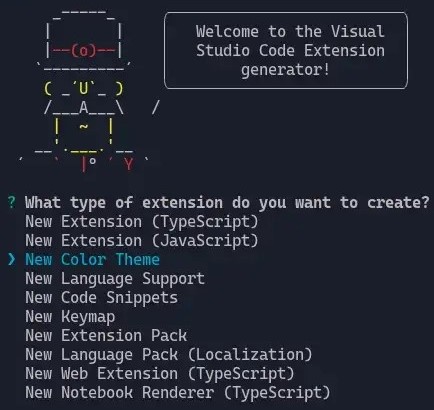 Welcome to the Visual
Studio Code Extension
generator!
? What type of extension do you want to create?
New Extension (TypeScript)
New Extension (JavaScript)
❯ New Color Theme
New Language Support
New Code Snippets
New Keymap
New Extension Pack
New Language Pack (Localization)
New Web Extension (TypeScript)
New Notebook Renderer (TypeScript)